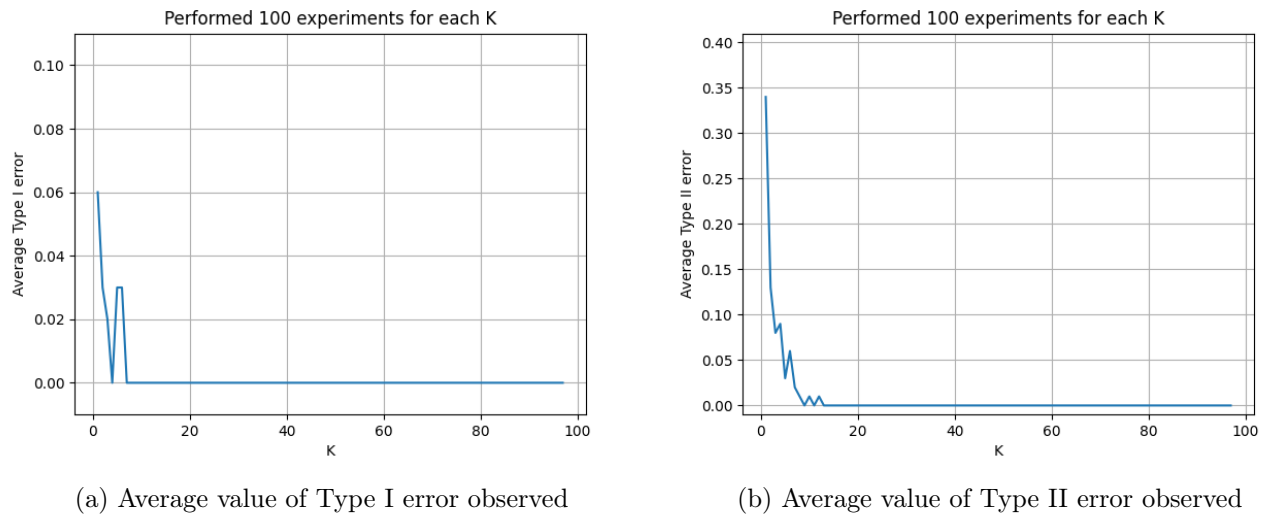 Performed 100 experiments for each K
Average Type I error
0.10
0.08
0.06
0.04
0.02
0.00
0 20 40 60 80 100
K
(a) Average value of Type I error observed
Performed 100 experiments for each K
Average Type II error
0.40
0.35
0.30
0.25
0.20
0.15
0.10
0.05
0.00
0 20 40 60 80 100
K
(b) Average value of Type II error observed